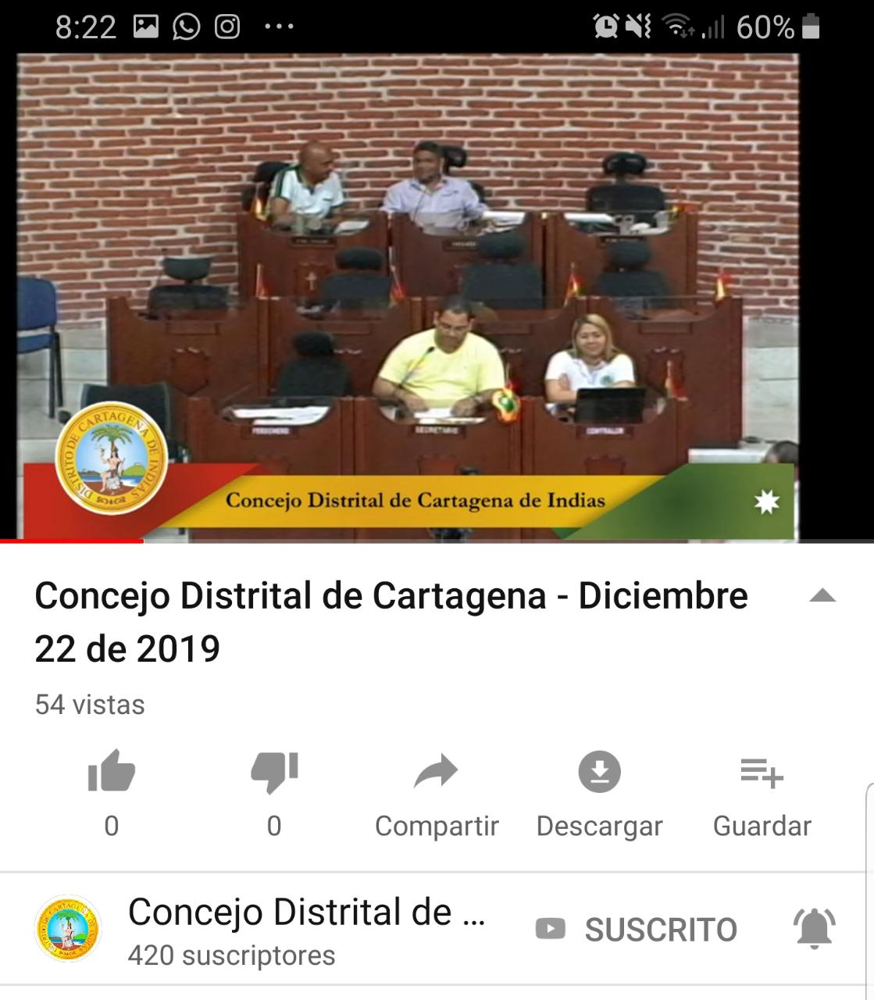 8:22
60%
PERSONERO
SECRETARIO
CONTRALOR
DISTRITO DE CARTAGENA DE INDIAS
Concejo Distrital de Cartagena de Indias
Concejo Distrital de Cartagena - Diciembre
22 de 2019
54 vistas
0 0 Compartir Descargar Guardar
Concejo Distrital de ...
SUSCRITO
420 suscriptores